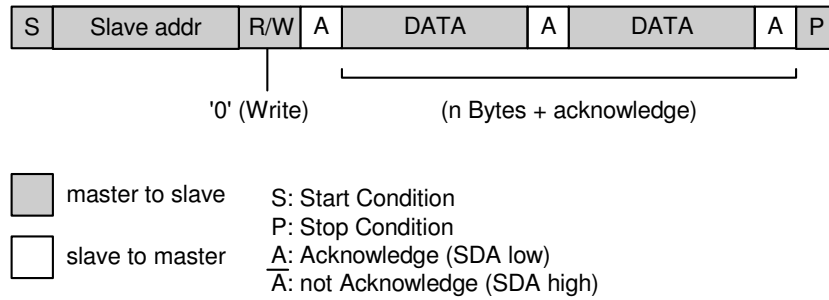 S Slave addr R/W A DATA A DATA A P
'0' (Write) (n Bytes + acknowledge)
master to slave
slave to master
S: Start Condition
P: Stop Condition
A: Acknowledge (SDA low)
A̅: not Acknowledge (SDA high)